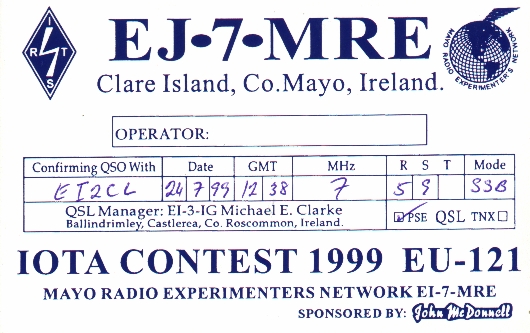 I R T S
EJ•7•MRE
MAYO RADIO EXPERIMENTER'S NETWORK
Clare Island, Co.Mayo, Ireland.
OPERATOR:
Confirming QSO With Date GMT MHz R S T Mode
EI2CL 24 7 99 12 38 7 5 9 SSB
QSL Manager: EI-3-IG Michael E. Clarke
Ballindrimley, Castlerea, Co. Roscommon, Ireland.
PSE QSL TNX
IOTA CONTEST 1999 EU-121
MAYO RADIO EXPERIMENTERS NETWORK EI-7-MRE
SPONSORED BY: John McDonnell